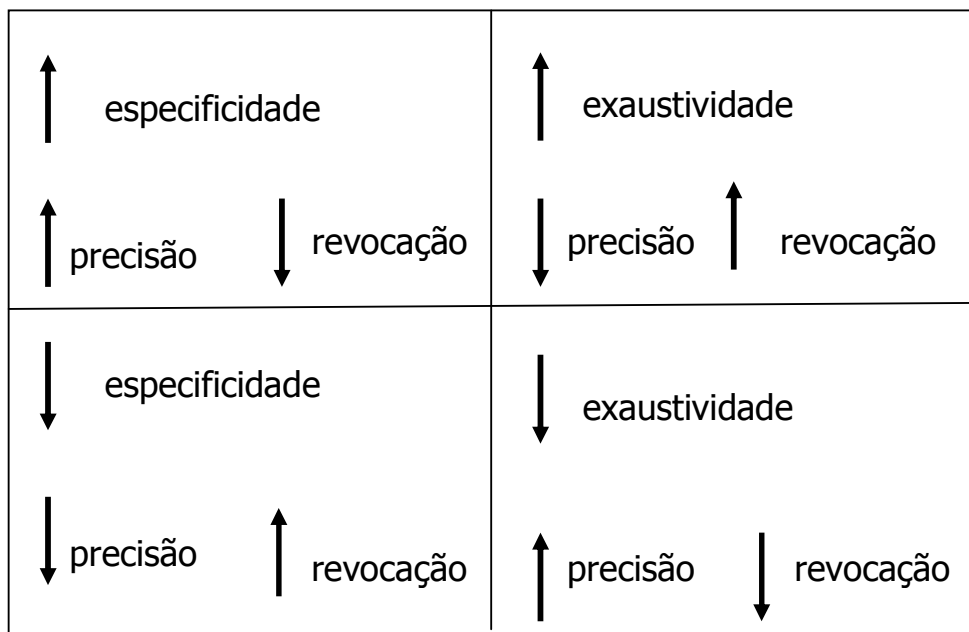 especificidade
precisão revocação
exaustividade
precisão revocação
especificidade
precisão revocação
exaustividade
precisão revocação